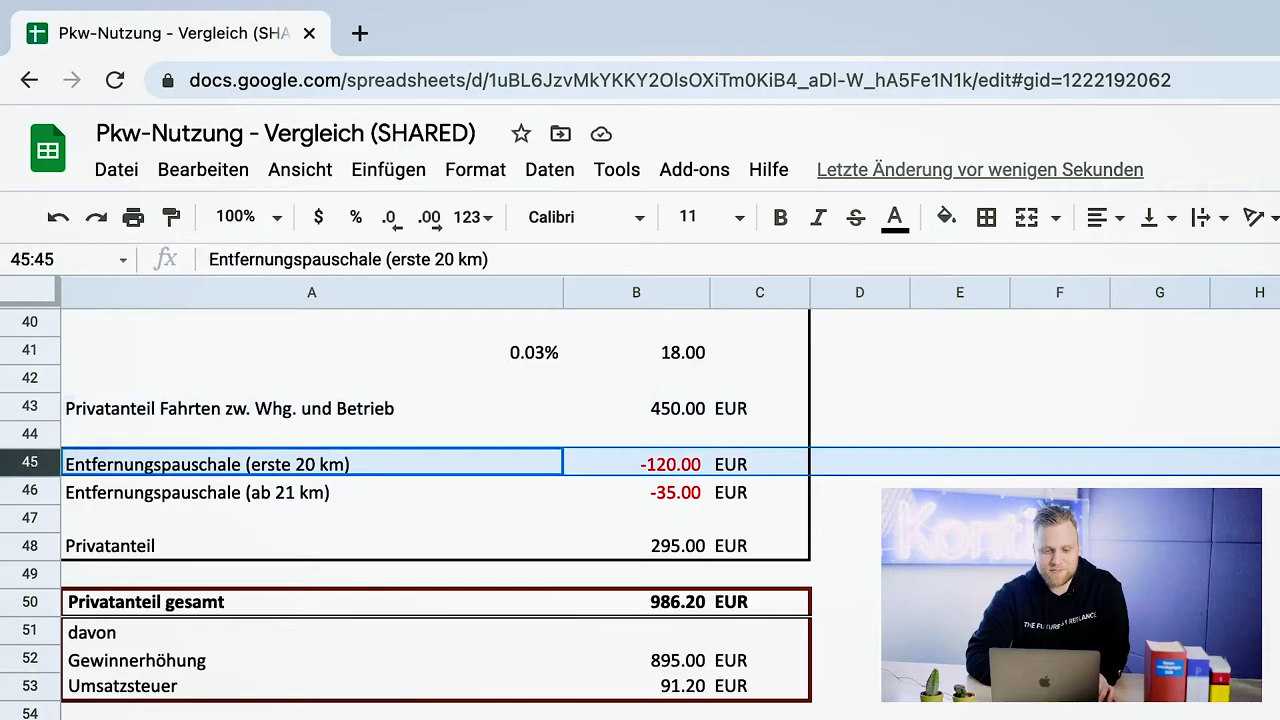 Pkw-Nutzung - Vergleich (SHA
docs.google.com/spreadsheets/d/1uBL6JzvMkYKKY2OlsOXiTm0KiB4_aDl-W_hA5Fe1N1k/edit#gid=1222192062
Pkw-Nutzung - Vergleich (SHARED)
Datei Bearbeiten Ansicht Einfügen Format Daten Tools Add-ons Hilfe Letzte Änderung vor wenigen Sekunden
100% $ % .0 .00 123 Calibri 11 B I S A
45:45 fx Entfernungspauschale (erste 20 km)
A B C D E F G H
40
41 0.03% 18.00
42
43 Privatanteil Fahrten zw. Whg. und Betrieb 450.00 EUR
44
45 Entfernungspauschale (erste 20 km) -120.00 EUR
46 Entfernungspauschale (ab 21 km) -35.00 EUR
47
48 Privatanteil 295.00 EUR
49
50 Privatanteil gesamt 986.20 EUR
51 davon
52 Gewinnerhöhung 895.00 EUR
53 Umsatzsteuer 91.20 EUR
54